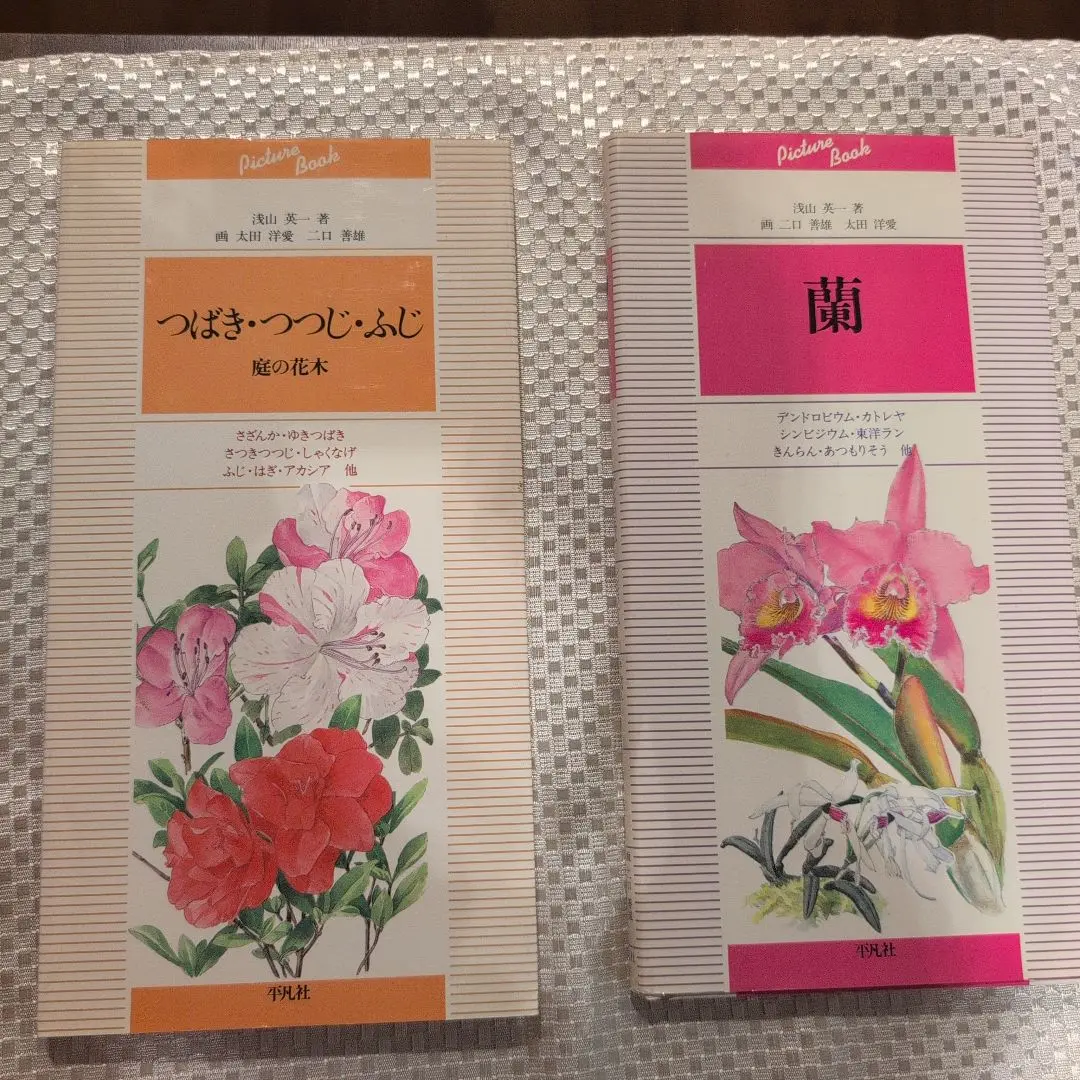 Picture Book
浅山 英一 著
画 太田 洋愛 二口 善雄
つばき・つつじ・ふじ
庭の花木
さざんか・ゆきつばき
さつきつつじ・しゃくなげ
ふじ・はぎ・アカシア 他
平凡社
Picture Book
浅山 英一 著
画 二口 善雄 太田 洋愛
蘭
デンドロビウム・カトレヤ
シンビジウム・東洋ラン
きんらん・あつもりそう 他
平凡社